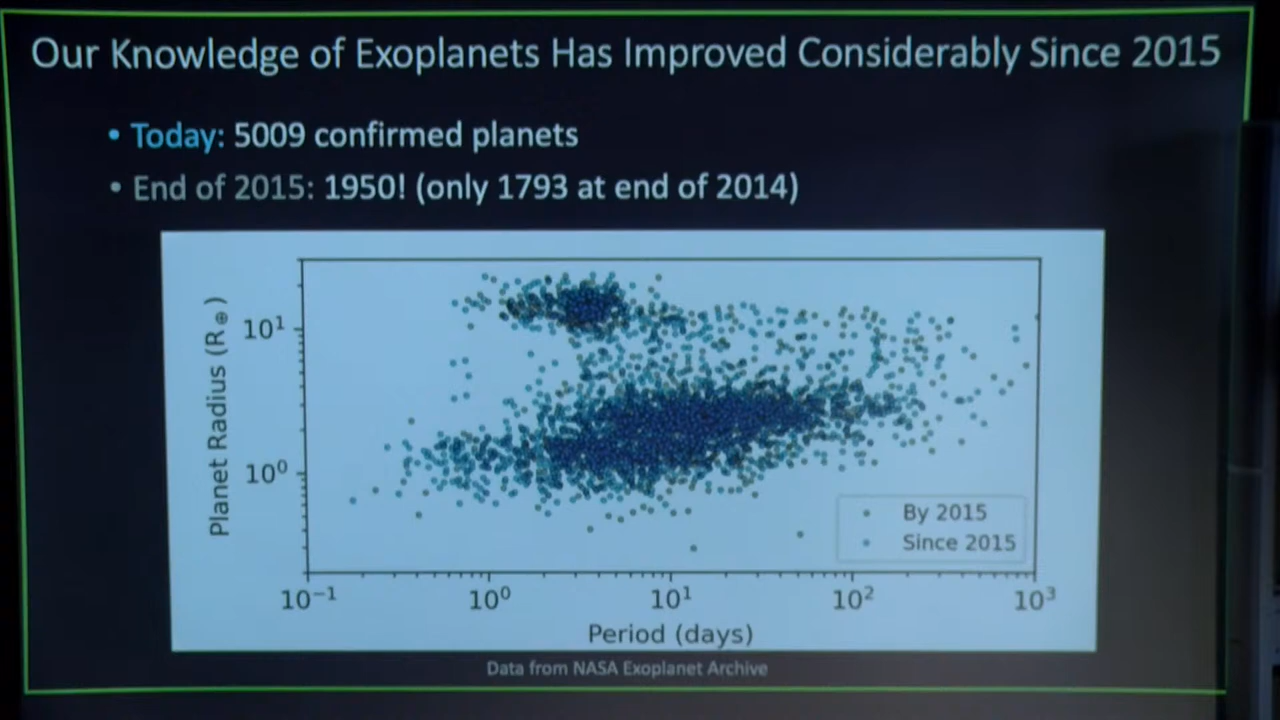 Our Knowledge of Exoplanets Has Improved Considerably Since 2015
• Today: 5009 confirmed planets
• End of 2015: 1950! (only 1793 at end of 2014)
Planet Radius (R⊕)
10¹
10⁰
By 2015
Since 2015
10⁻¹ 10⁰ 10¹ 10² 10³
Period (days)
Data from NASA Exoplanet Archive